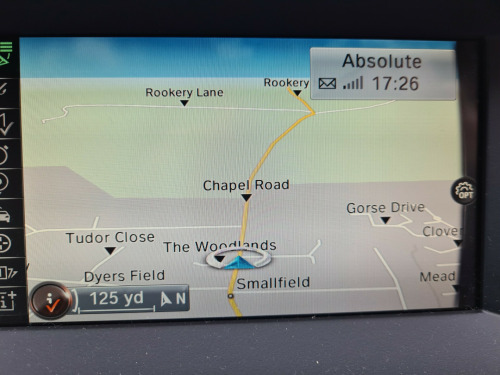 Absolute
17:26
Rookery
Rookery Lane
Chapel Road
Gorse Drive
Clover
Tudor Close
The Woodlands
Dyers Field
Smallfield
Mead
125 yd
N
OPT